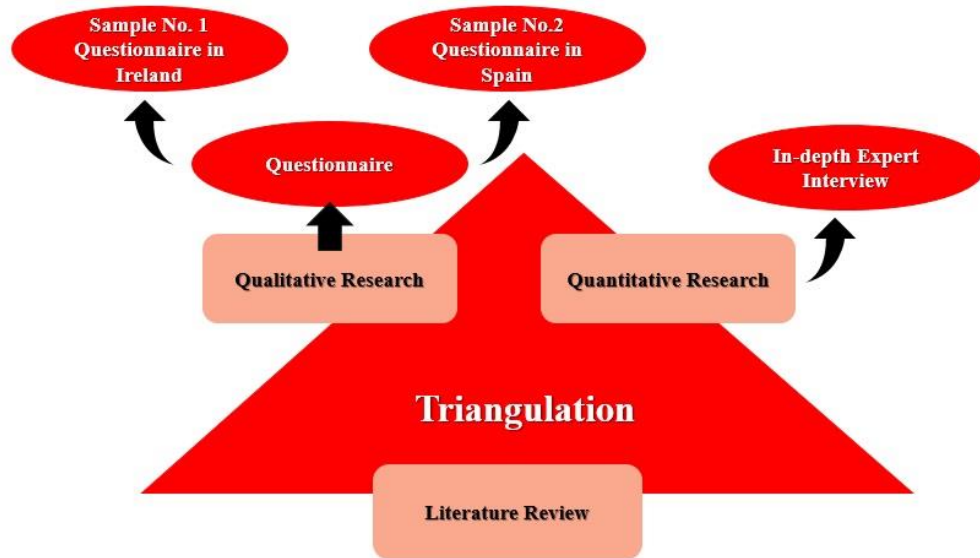 Sample No. 1
Questionnaire in
Ireland
Sample No.2
Questionnaire in
Spain
Questionnaire
In-depth Expert
Interview
Qualitative Research
Quantitative Research
Triangulation
Literature Review